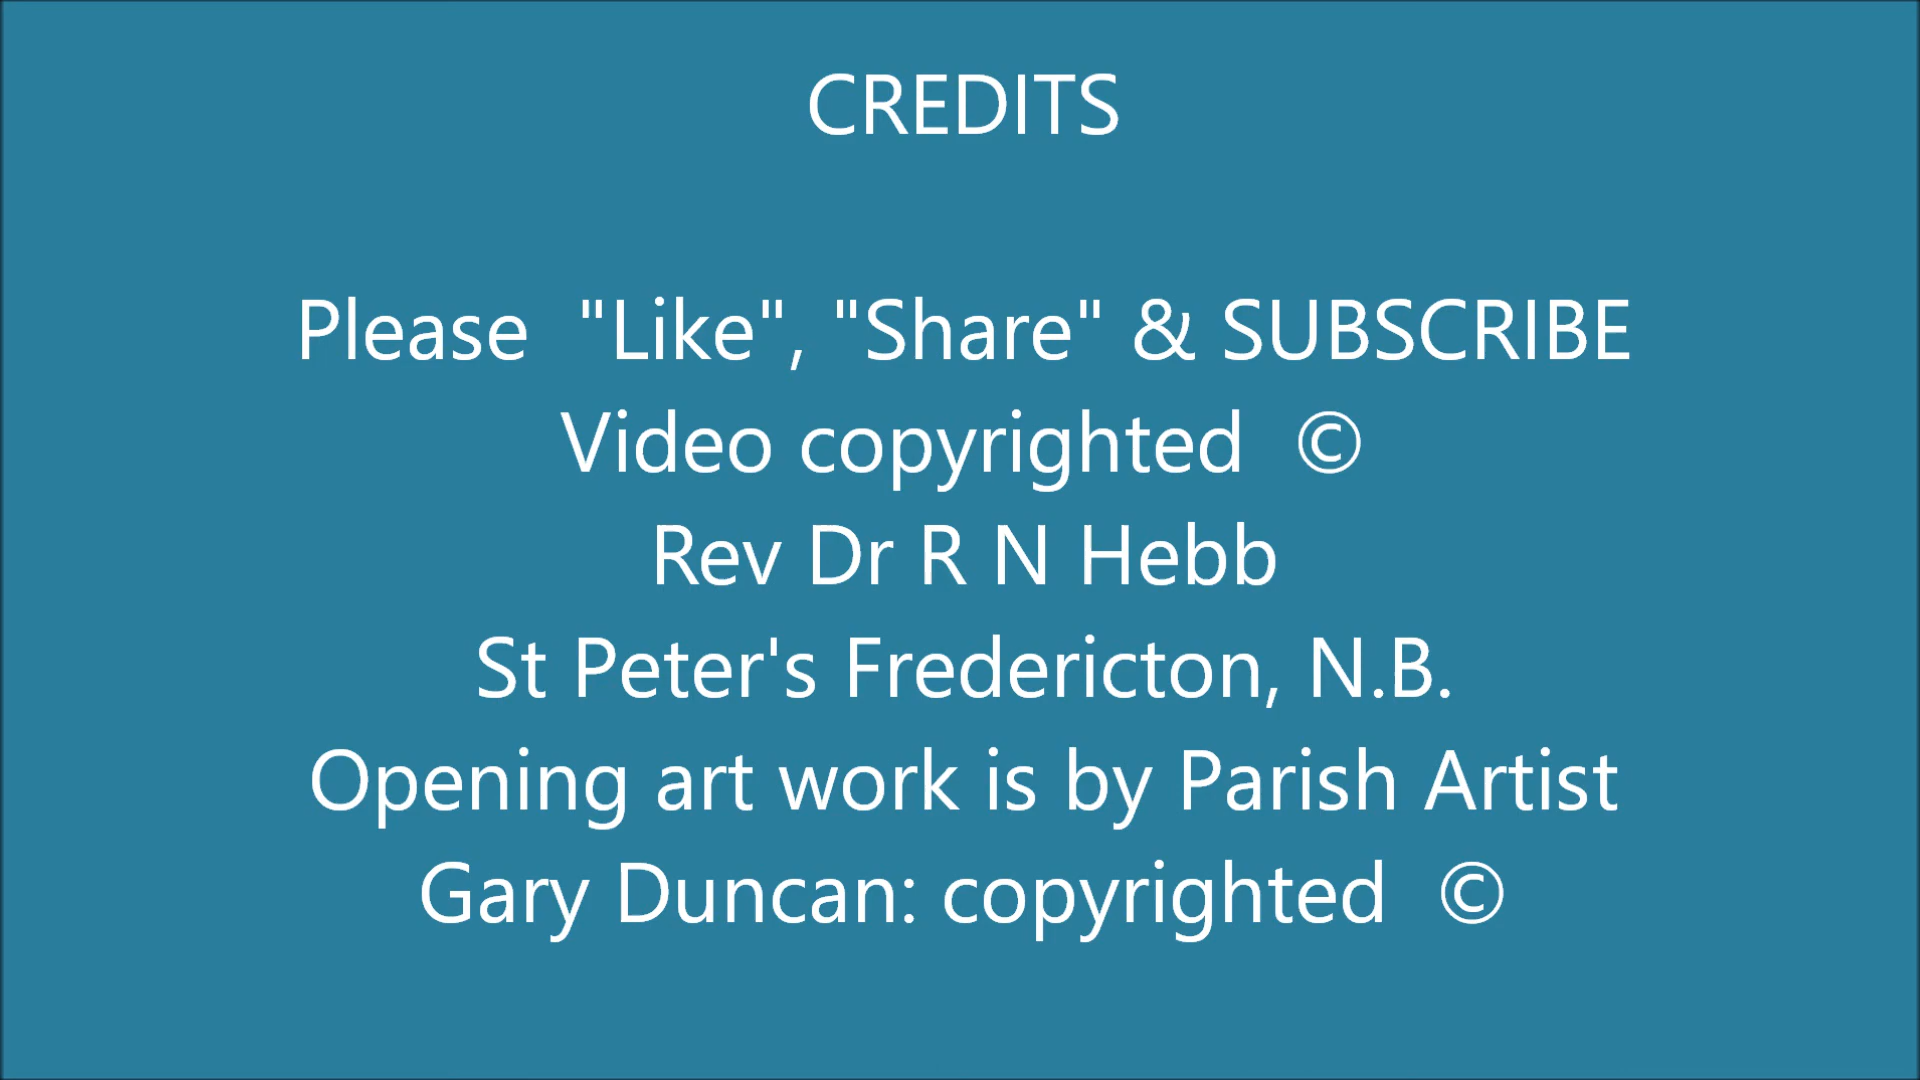 CREDITS
Please  "Like", "Share" & SUBSCRIBE
Video copyrighted  ©
Rev Dr R N Hebb
St Peter's Fredericton, N.B.
Opening art work is by Parish Artist
Gary Duncan: copyrighted  ©